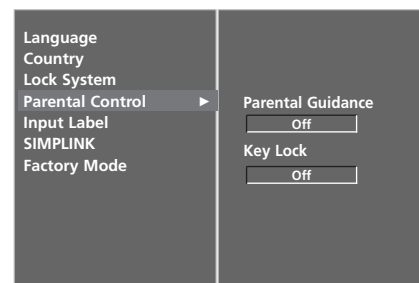 Language
Country
Lock System
Parental Control ►
Input Label
SIMPLINK
Factory Mode
Parental Guidance
Off
Key Lock
Off